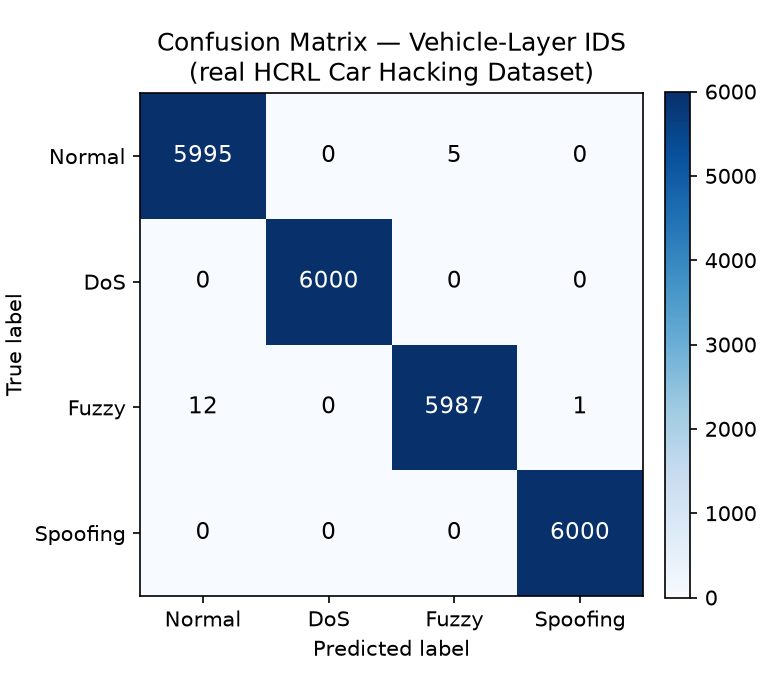 Confusion Matrix — Vehicle-Layer IDS
(real HCRL Car Hacking Dataset)
True label
Normal 5995 0 5 0
DoS 0 6000 0 0
Fuzzy 12 0 5987 1
Spoofing 0 0 0 6000
Normal DoS Fuzzy Spoofing
Predicted label
6000
5000
4000
3000
2000
1000
0